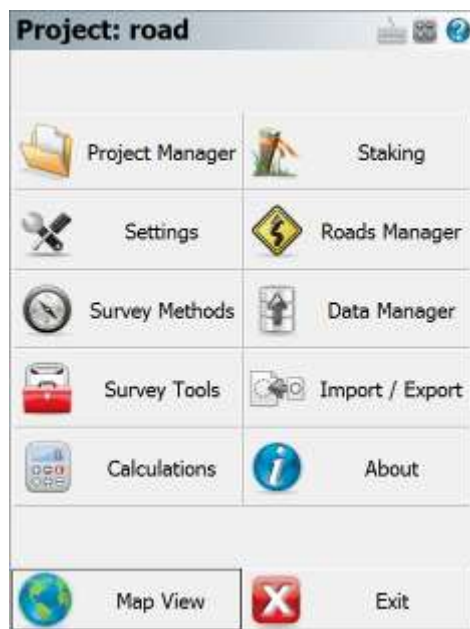 Project: road
Project Manager
Staking
Settings
Roads Manager
Survey Methods
Data Manager
Survey Tools
Import / Export
Calculations
About
Map View
Exit